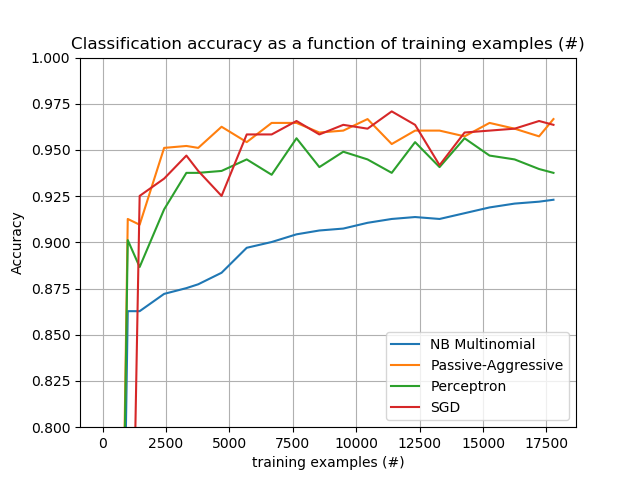 Classification accuracy as a function of training examples (#)
1.000
0.975
0.950
0.925
0.900
0.875
0.850
0.825
0.800
Accuracy
NB Multinomial
Passive-Aggressive
Perceptron
SGD
0 2500 5000 7500 10000 12500 15000 17500
training examples (#)